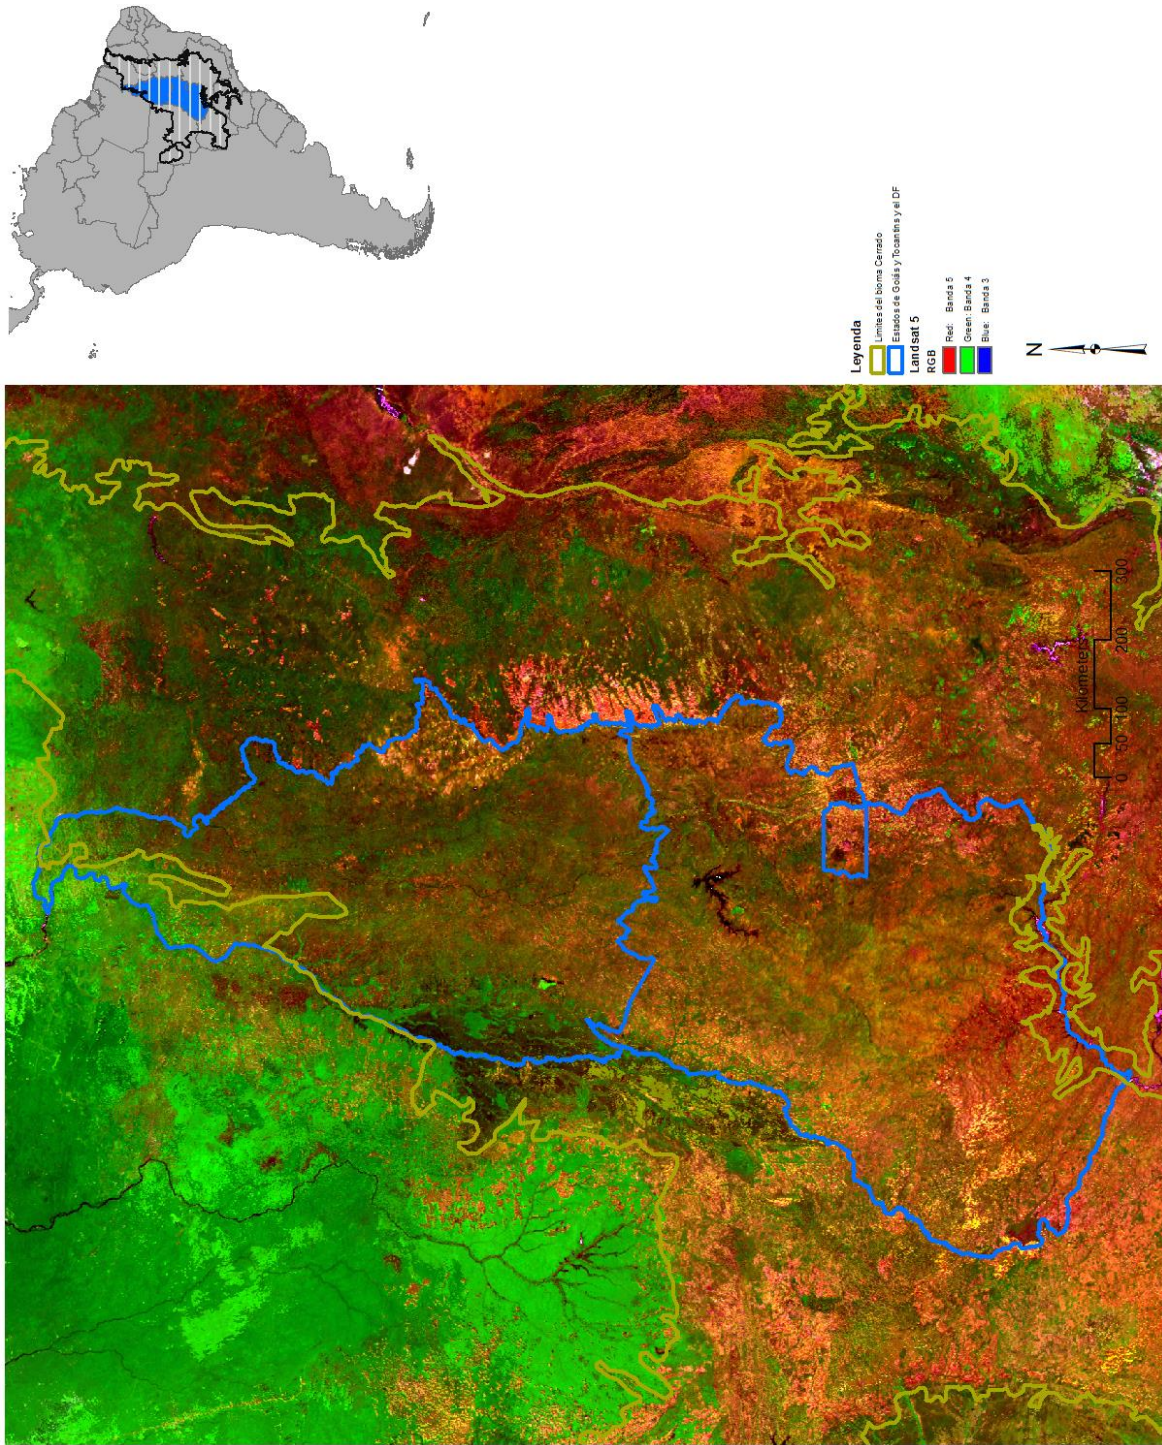 Leyenda
Límites del bioma Cerrado
Estados de Goiás y Tocantins y el DF
Landsat 5
RGB
Red: Banda 5
Green: Banda 4
Blue: Banda 3
N
Kilometers
0 50 100 200 300